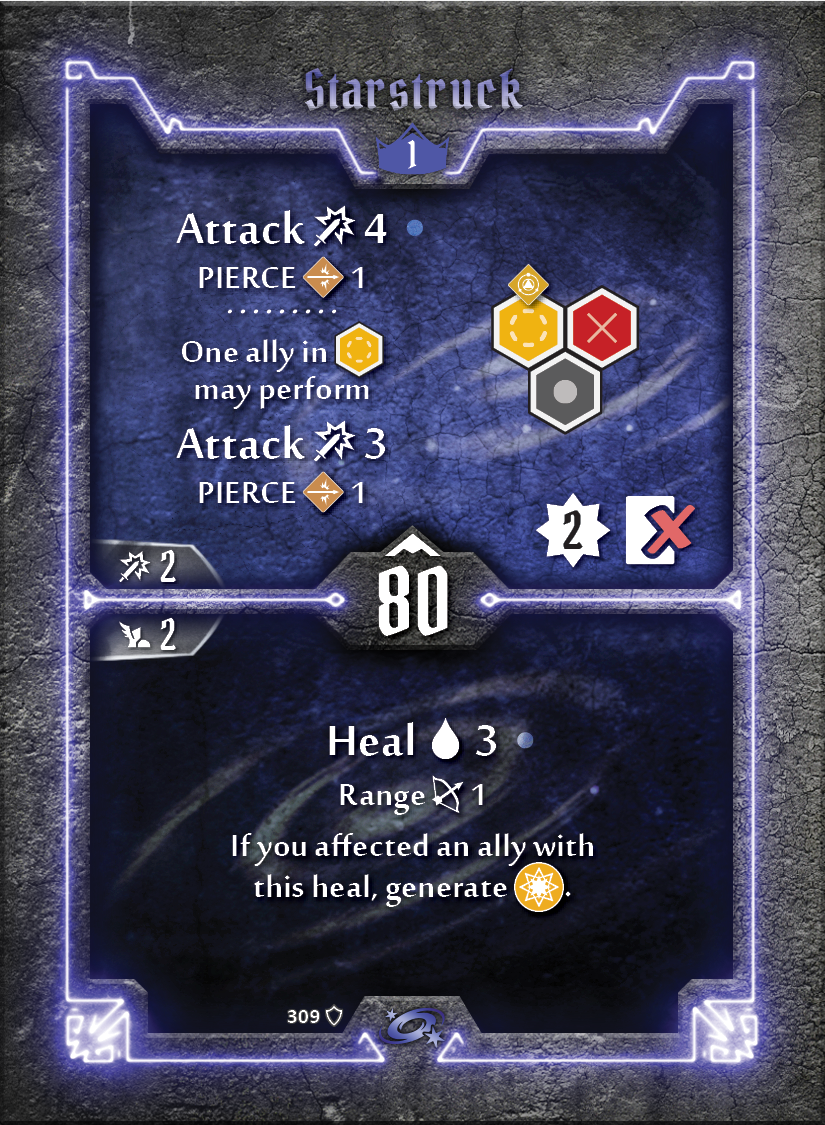 Starstruck
1
Attack 4
PIERCE 1
One ally in
may perform
Attack 3
PIERCE 1
2
2
80
2
Heal 3
Range 1
If you affected an ally with
this heal, generate .
309